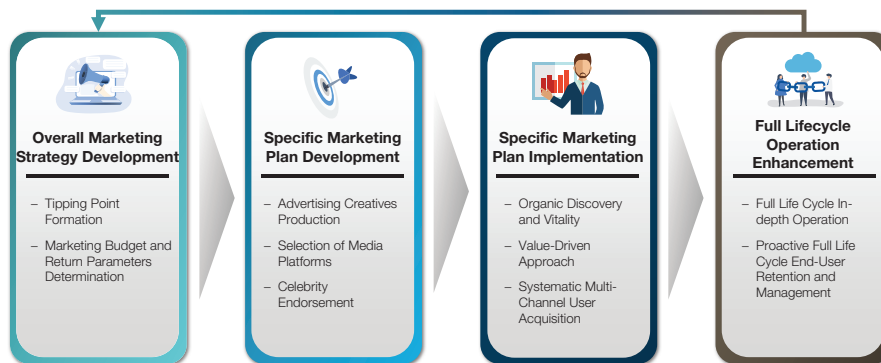 Overall Marketing
Strategy Development
– Tipping Point
Formation
– Marketing Budget and
Return Parameters
Determination
Specific Marketing
Plan Development
– Advertising Creatives
Production
– Selection of Media
Platforms
– Celebrity
Endorsement
Specific Marketing
Plan Implementation
– Organic Discovery
and Vitality
– Value-Driven
Approach
– Systematic Multi-
Channel User
Acquisition
Full Lifecycle
Operation
Enhancement
– Full Life Cycle In-
depth Operation
– Proactive Full Life
Cycle End-User
Retention and
Management